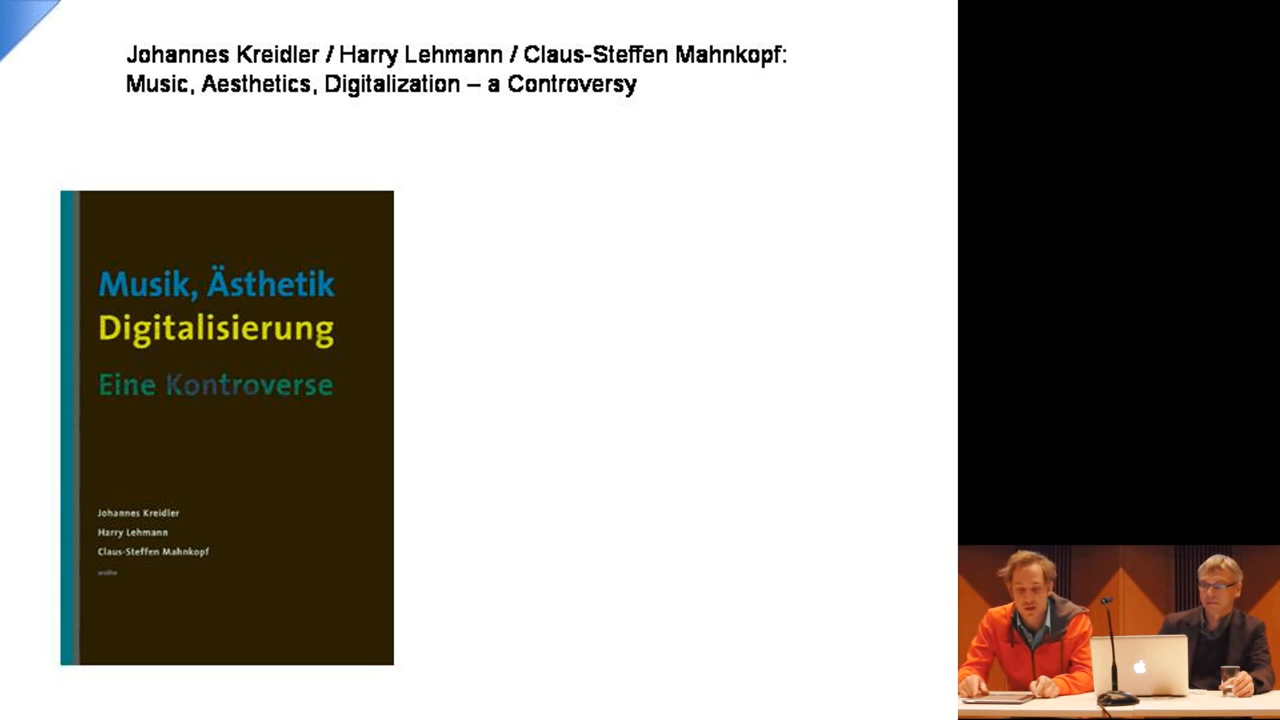 Johannes Kreidler / Harry Lehmann / Claus-Steffen Mahnkopf:
Music, Aesthetics, Digitalization – a Controversy
Musik, Ästhetik
Digitalisierung
Eine Kontroverse
Johannes Kreidler
Harry Lehmann
Claus-Steffen Mahnkopf